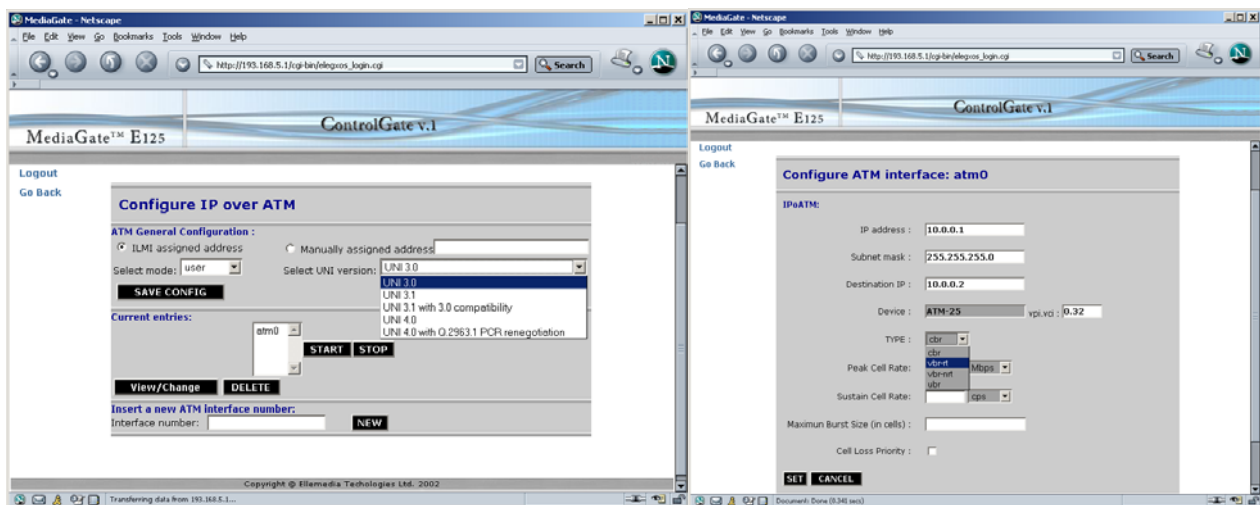 MediaGate - Netscape
File Edit View Go Bookmarks Tools Window Help
http://193.168.5.1/cgi-bin/elegxos_login.cgi
Search
N
MediaGate™ E125
ControlGate v.1
Logout
Go Back
Configure IP over ATM
ATM General Configuration :
ILMI assigned address
Manually assigned address
Select mode: user
Select UNI version: UNI 3.0
UNI 3.0
UNI 3.1
UNI 3.1 with 3.0 compatibility
UNI 4.0
UNI 4.0 with Q.2963.1 PCR renegotiation
SAVE CONFIG
Current entries:
atm0
START STOP
View/Change DELETE
Insert a new ATM interface number:
Interface number:
NEW
Copyright @ Ellemedia Techologies Ltd. 2002
Transferring data from 193.168.5.1...
MediaGate - Netscape
File Edit View Go Bookmarks Tools Window Help
http://193.168.5.1/cgi-bin/elegxos_login.cgi
Search
N
MediaGate™ E125
ControlGate v.1
Logout
Go Back
Configure ATM interface: atm0
IPoATM:
IP address : 10.0.0.1
Subnet mask : 255.255.255.0
Destination IP : 10.0.0.2
Device : ATM-25 vpi.vci : 0.32
TYPE : cbr
cbr
vbr-rt
vbr-nrt
ubr
Peak Cell Rate: Mbps
Sustain Cell Rate: cps
Maximun Burst Size (in cells) :
Cell Loss Priority :
SET CANCEL
Document: Done (0.341 secs)